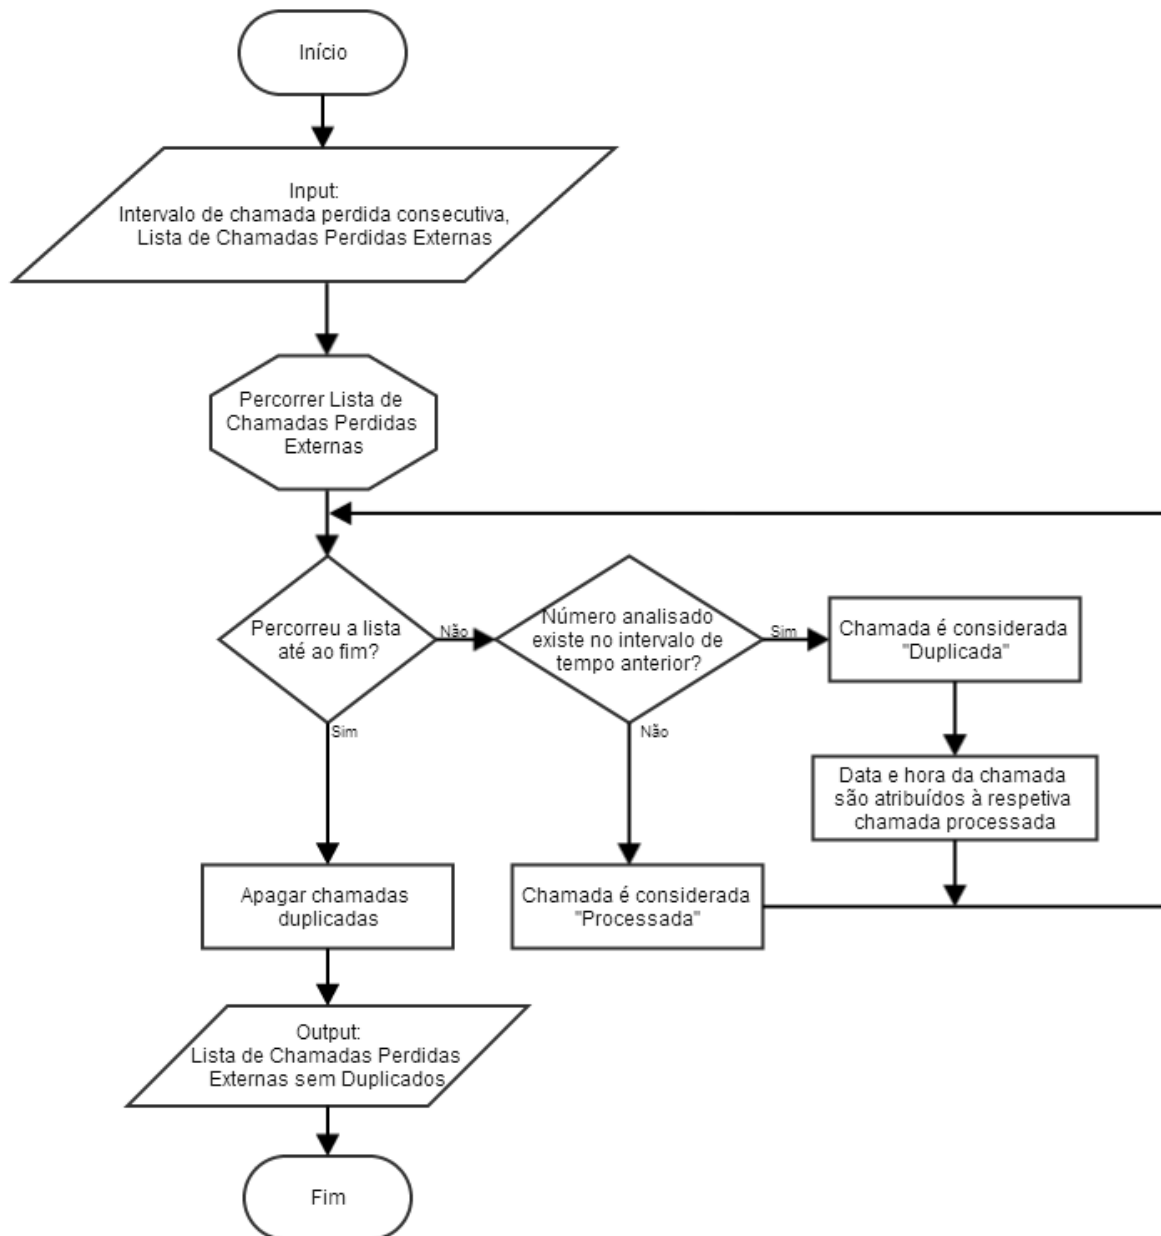 Início
Input:
Intervalo de chamada perdida consecutiva,
Lista de Chamadas Perdidas Externas
Percorrer Lista de
Chamadas Perdidas
Externas
Percorreu a lista
até ao fim?
Não
Número analisado
existe no intervalo de
tempo anterior?
Sim
Chamada é considerada
"Duplicada"
Sim
Não
Data e hora da chamada
são atribuídos à respetiva
chamada processada
Apagar chamadas
duplicadas
Chamada é considerada
"Processada"
Output:
Lista de Chamadas Perdidas
Externas sem Duplicados
Fim